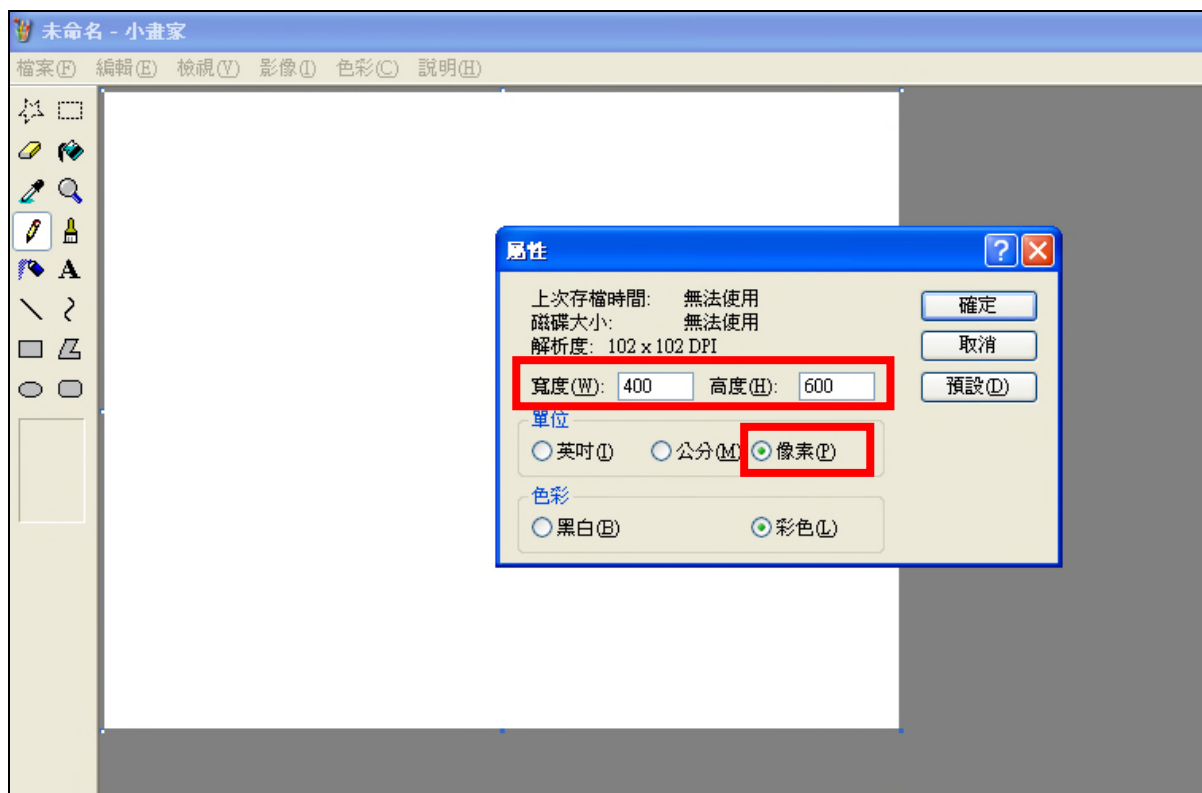 未命名 - 小畫家
檔案(F) 編輯(E) 檢視(V) 影像(I) 色彩(C) 說明(H)
A
屬性
上次存檔時間: 無法使用
磁碟大小: 無法使用
解析度: 102 x 102 DPI
寬度(W): 400 高度(H): 600
單位
英吋(I) 公分(M) 像素(P)
色彩
黑白(B) 彩色(L)
確定
取消
預設(D)